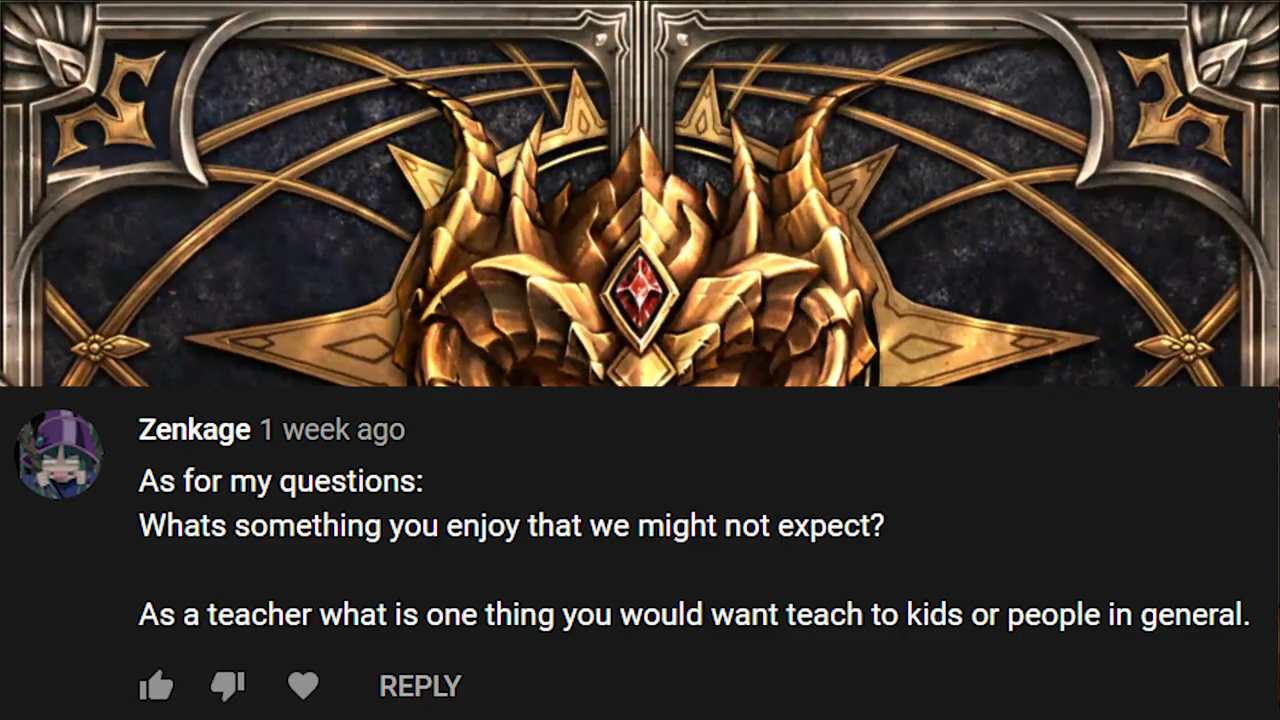 Zenkage 1 week ago
As for my questions:
Whats something you enjoy that we might not expect?
As a teacher what is one thing you would want teach to kids or people in general.
REPLY